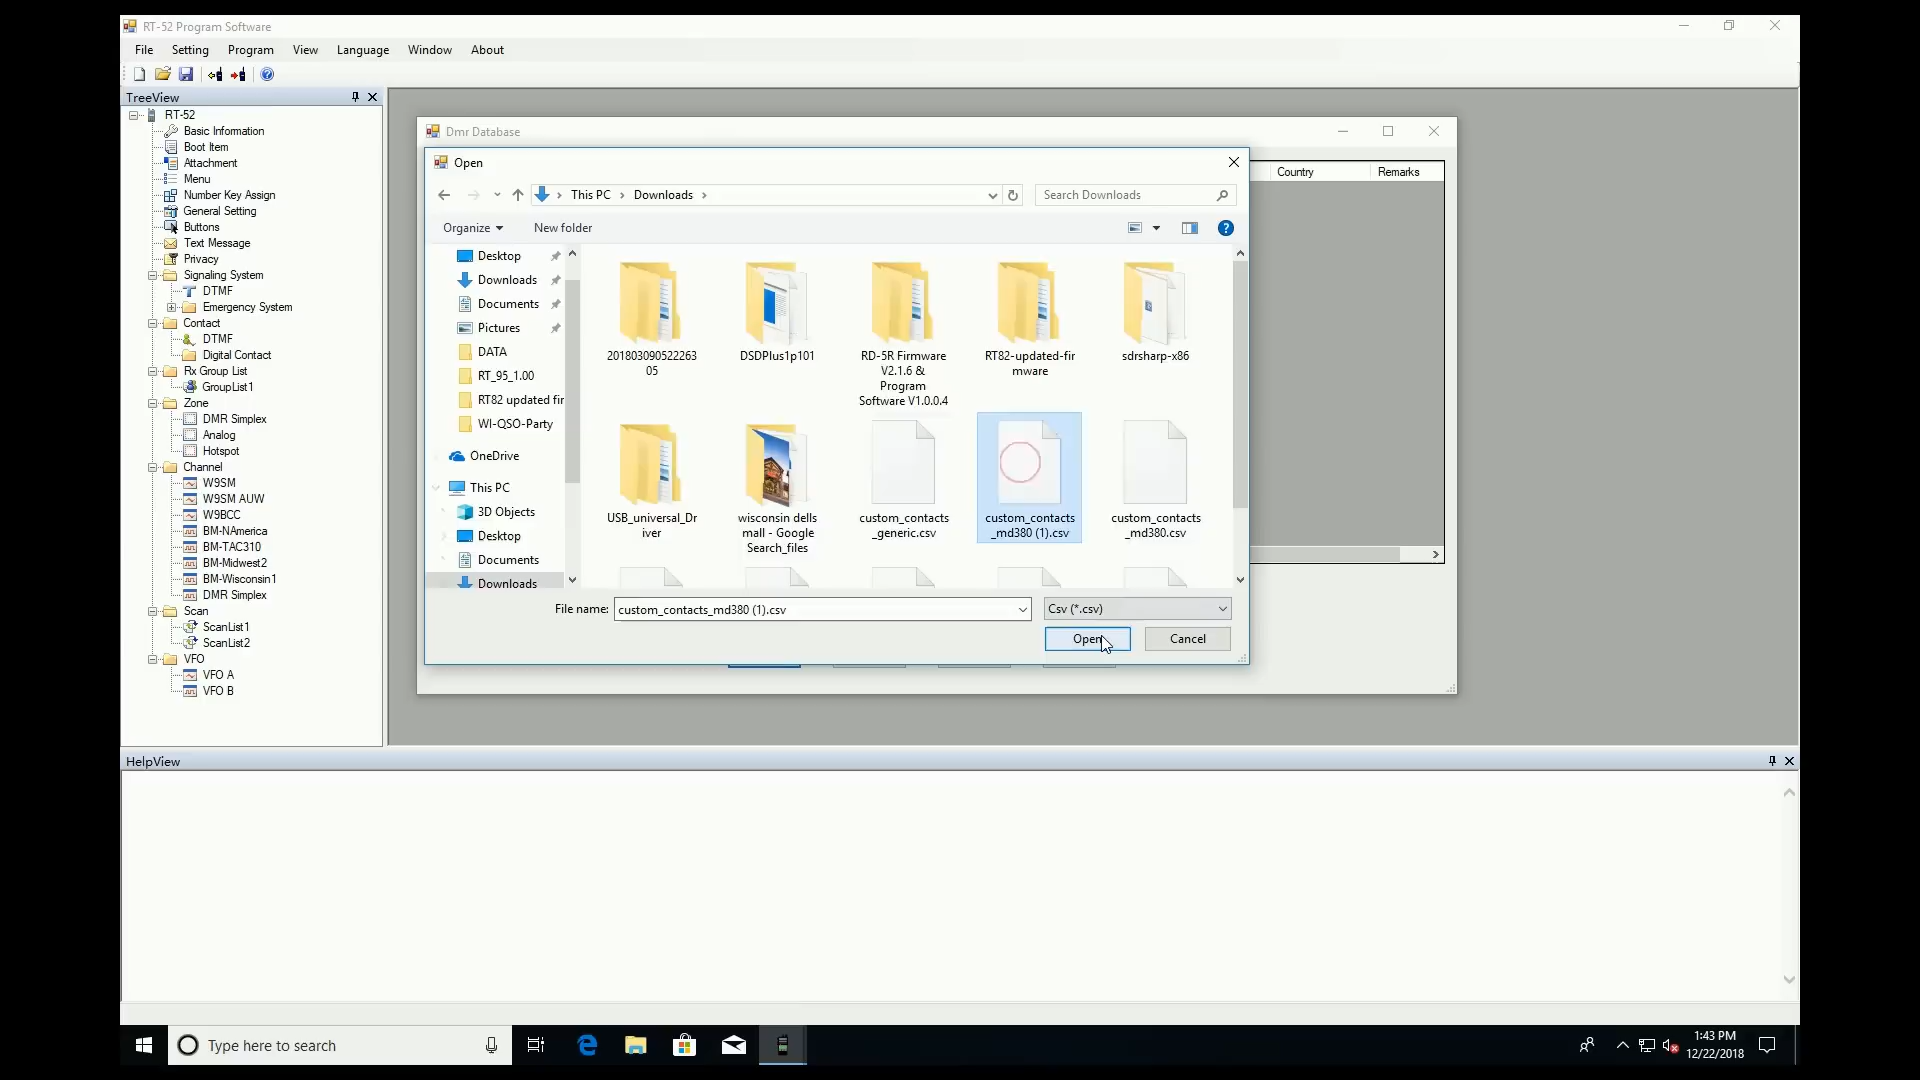 RT-52 Program Software
File Setting Program View Language Window About
TreeView
RT-52
Basic Information
Boot Item
Attachment
Menu
Number Key Assign
General Setting
Buttons
Text Message
Privacy
Signaling System
DTMF
Emergency System
Contact
DTMF
Digital Contact
Rx Group List
GroupList1
Zone
DMR Simplex
Analog
Hotspot
Channel
W9SM
W9SM AUW
W9BCC
BM-NAmerica
BM-TAC310
BM-Midwest2
BM-Wisconsin1
DMR Simplex
Scan
ScanList1
ScanList2
VFO
VFO A
VFO B
Dmr Database
Country Remarks
Open
This PC Downloads
Search Downloads
Organize New folder
Desktop
Downloads
Documents
Pictures
DATA
RT_95_1.00
RT82 updated fir
WI-QSO-Party
OneDrive
This PC
3D Objects
Desktop
Documents
Downloads
201803090522263
05
DSDPlus1p101
RD-5R Firmware
V2.1.6 &
Program
Software V1.0.0.4
RT82-updated-fir
mware
sdrsharp-x86
USB_universal_Dr
iver
wisconsin dells
mall - Google
Search_files
custom_contacts
_generic.csv
custom_contacts
_md380 (1).csv
custom_contacts
_md380.csv
File name: custom_contacts_md380 (1).csv Csv (*.csv)
Open Cancel
HelpView
Type here to search
1:43 PM
12/22/2018